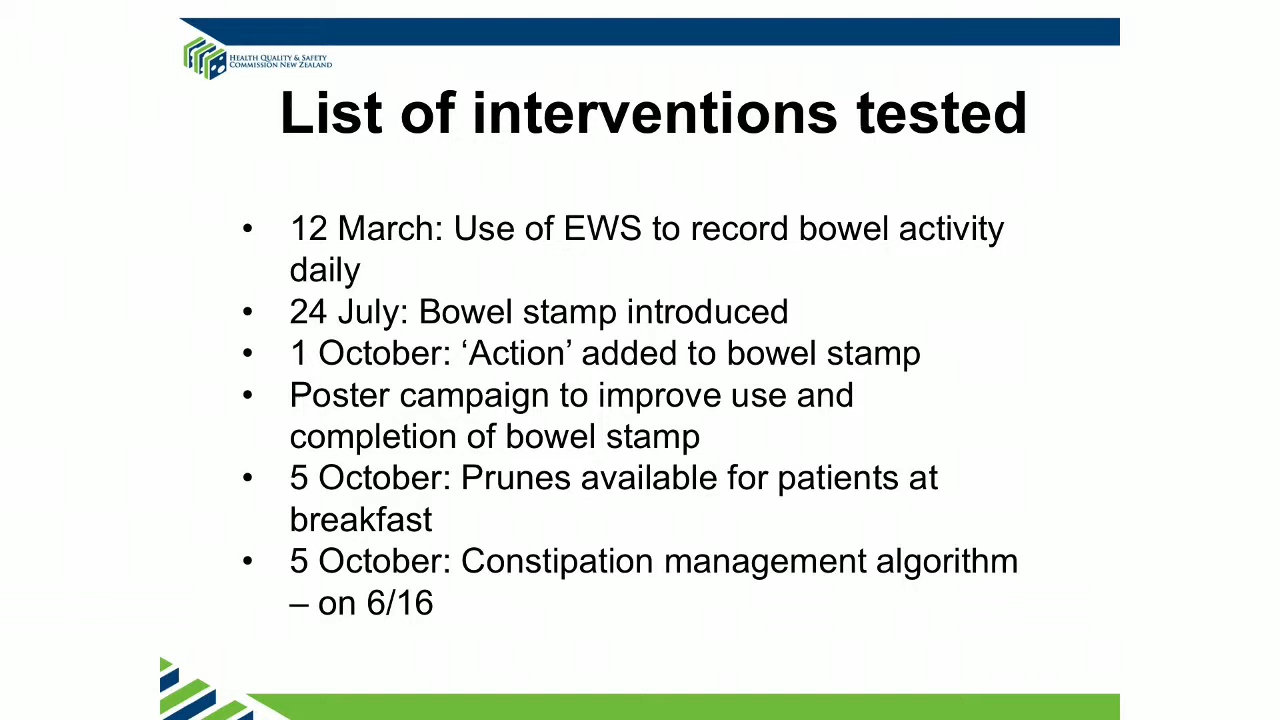 HEALTH QUALITY & SAFETY
COMMISSION NEW ZEALAND
List of interventions tested
• 12 March: Use of EWS to record bowel activity
daily
• 24 July: Bowel stamp introduced
• 1 October: ‘Action’ added to bowel stamp
• Poster campaign to improve use and
completion of bowel stamp
• 5 October: Prunes available for patients at
breakfast
• 5 October: Constipation management algorithm
– on 6/16